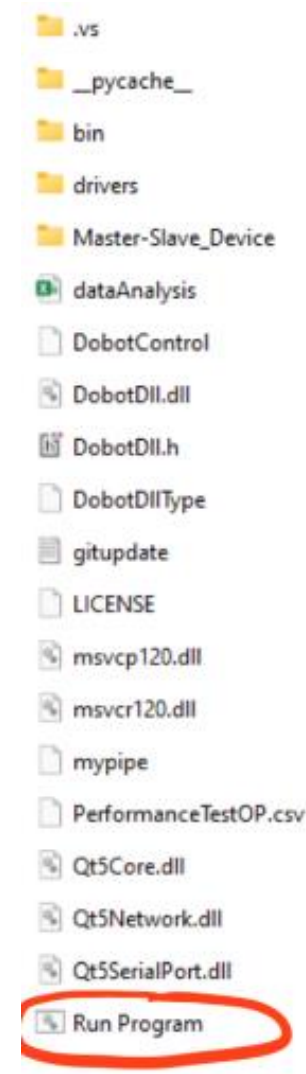 .vs
__pycache__
bin
drivers
Master-Slave_Device
dataAnalysis
DobotControl
DobotDll.dll
DobotDll.h
DobotDllType
gitupdate
LICENSE
msvcp120.dll
msvcr120.dll
mypipe
PerformanceTestOP.csv
Qt5Core.dll
Qt5Network.dll
Qt5SerialPort.dll
Run Program